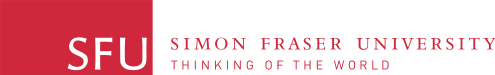 SFU
SIMON FRASER UNIVERSITY
THINKING OF THE WORLD